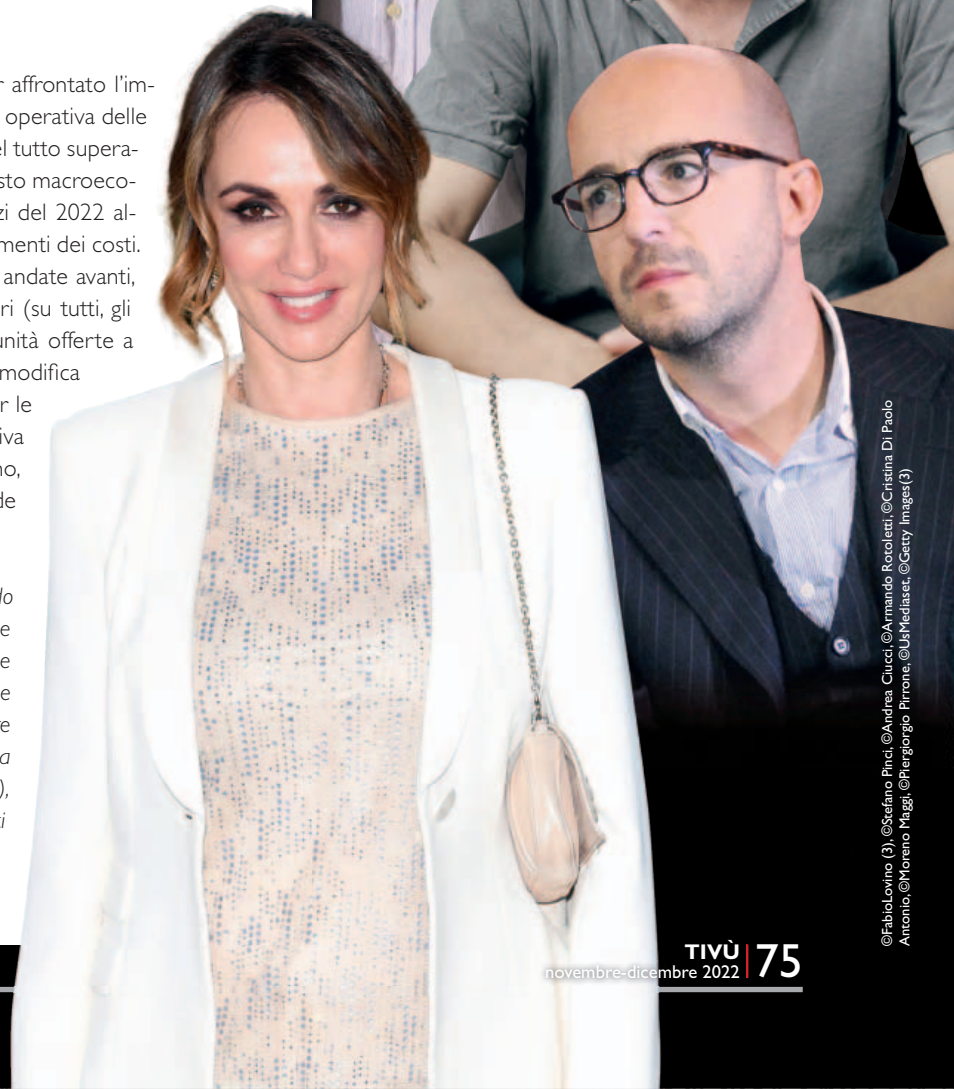 r affrontato l’im-
operativa delle
el tutto supera-
sto macroeco-
zi del 2022 al-
menti dei costi.
andate avanti,
ri (su tutti, gli
unità offerte a
modifica
r le
iva
no,
de
do
e
e
e
e
a
),
ti
©FabioLovino (3), ©Stefano Pinci, ©Andrea Ciucci, ©Armando Rotoletti, ©Cristina Di Paolo
Antonio, ©Moreno Maggi, ©Piergiorgio Pirrone, ©UsMediaset, ©Getty Images(3)
TIVÙ | 75
novembre-dicembre 2022